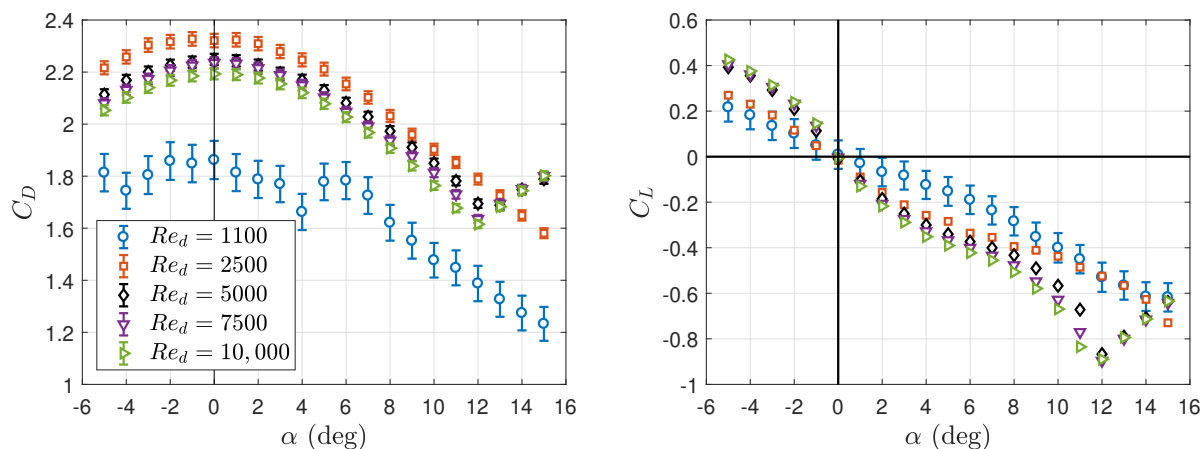 2.4
2.2
2
1.8
1.6
1.4
1.2
1
C_D
-6 -4 -2 0 2 4 6 8 10 12 14 16
α (deg)
Re_d = 1100
Re_d = 2500
Re_d = 5000
Re_d = 7500
Re_d = 10,000
0.6
0.4
0.2
0
-0.2
-0.4
-0.6
-0.8
-1
C_L
-6 -4 -2 0 2 4 6 8 10 12 14 16
α (deg)